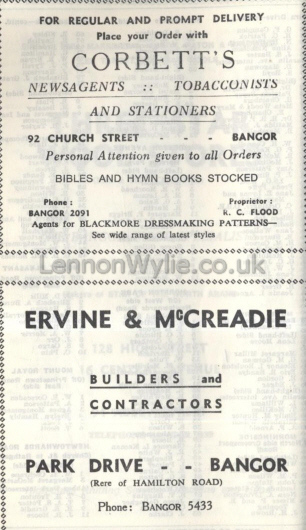 FOR REGULAR AND PROMPT DELIVERY
Place your Order with
CORBETT'S
NEWSAGENTS :: TOBACCONISTS
AND STATIONERS
92 CHURCH STREET - - - BANGOR
Personal Attention given to all Orders
BIBLES AND HYMN BOOKS STOCKED
Phone : Proprietor :
BANGOR 2091 R. C. FLOOD
Agents for BLACKMORE DRESSMAKING PATTERNS—
See wide range of latest styles
LennonWylie.co.uk
ERVINE & McCREADIE
BUILDERS and
CONTRACTORS
PARK DRIVE - - BANGOR
(Rere of HAMILTON ROAD)
Phone: BANGOR 5433